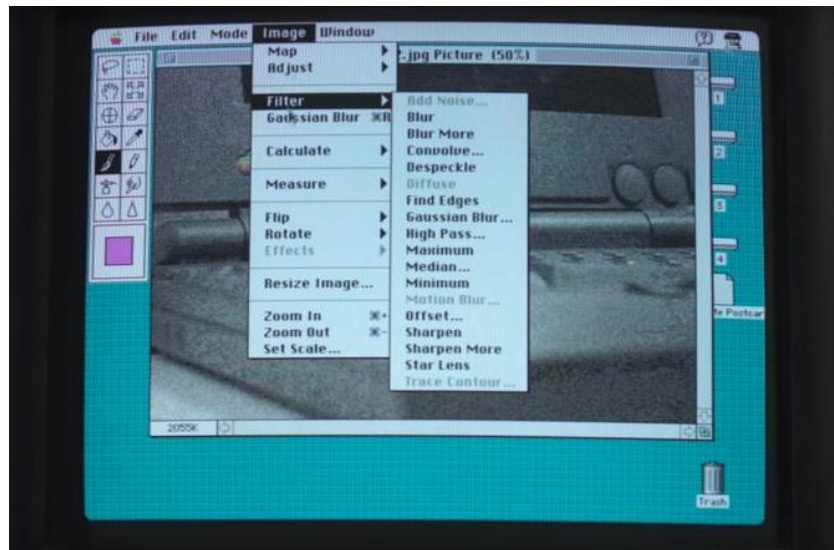 File Edit Mode Image Window
.jpg Picture (50%)
Map
Adjust
Filter
Gaussian Blur ⌘R
Calculate
Measure
Flip
Rotate
Effects
Resize Image...
Zoom In ⌘+
Zoom Out ⌘-
Set Scale...
Add Noise...
Blur
Blur More
Convolve...
Despeckle
Diffuse
Find Edges
Gaussian Blur...
High Pass...
Maximum
Median...
Minimum
Motion Blur...
Offset...
Sharpen
Sharpen More
Star Lens
Trace Contour...
1
2
3
4
te Postcar
2055K
Trash